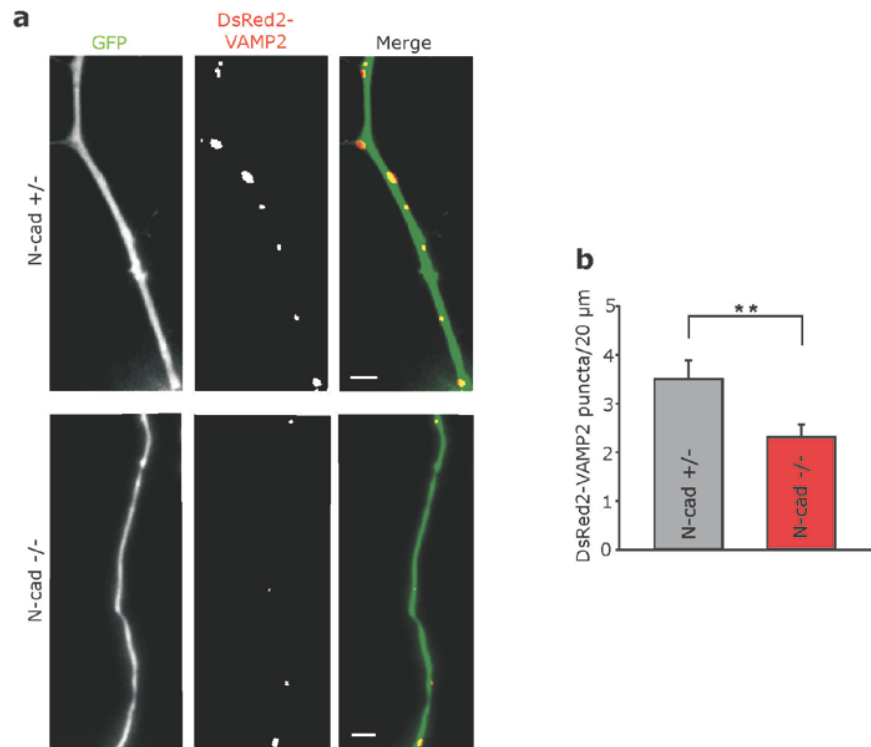 a
GFP
DsRed2-
VAMP2
Merge
N-cad +/-
N-cad -/-
b
DsRed2-VAMP2 puncta/20 μm
5
4
3
2
1
0
**
N-cad +/-
N-cad -/-